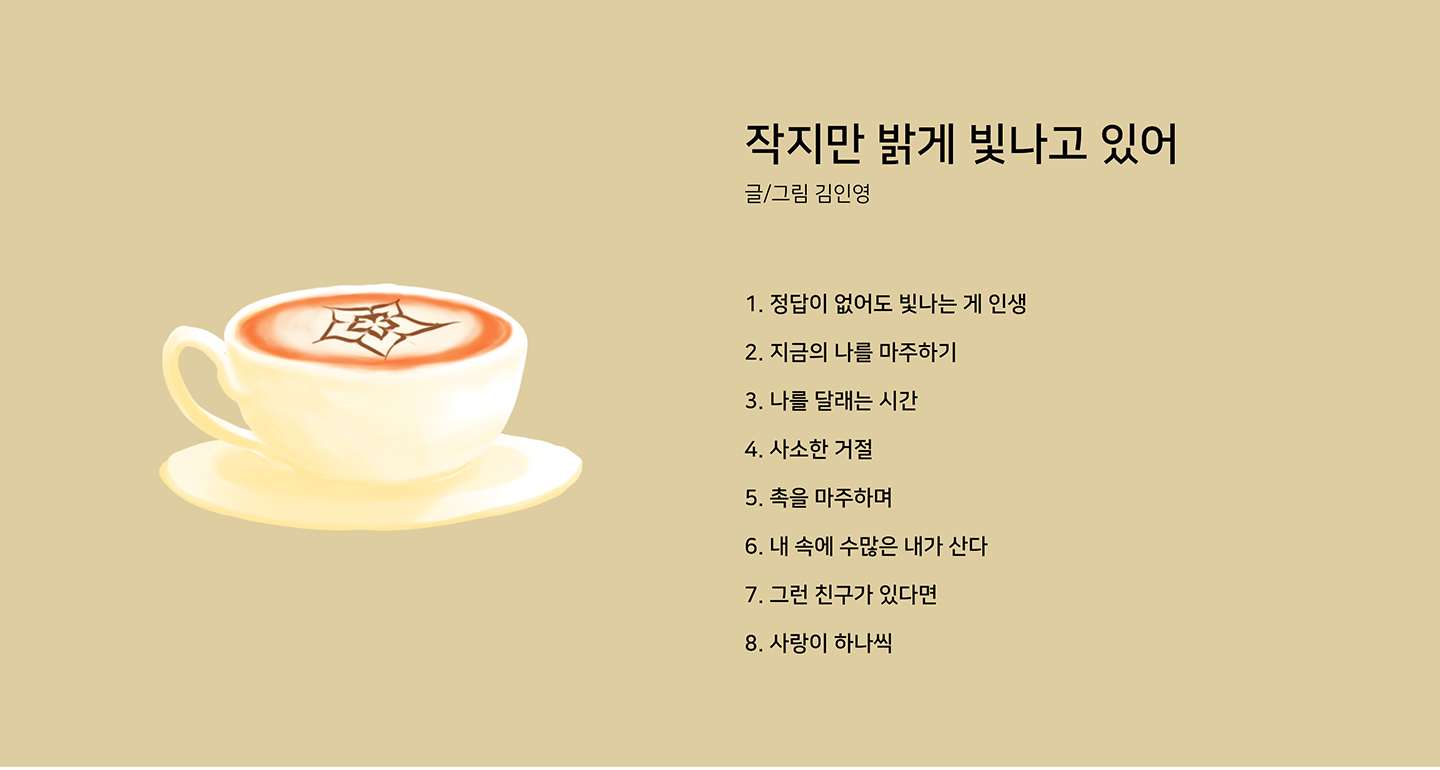 작지만 밝게 빛나고 있어
글/그림 김인영
1. 정답이 없어도 빛나는 게 인생
2. 지금의 나를 마주하기
3. 나를 달래는 시간
4. 사소한 거절
5. 촉을 마주하며
6. 내 속에 수많은 내가 산다
7. 그런 친구가 있다면
8. 사랑이 하나씩